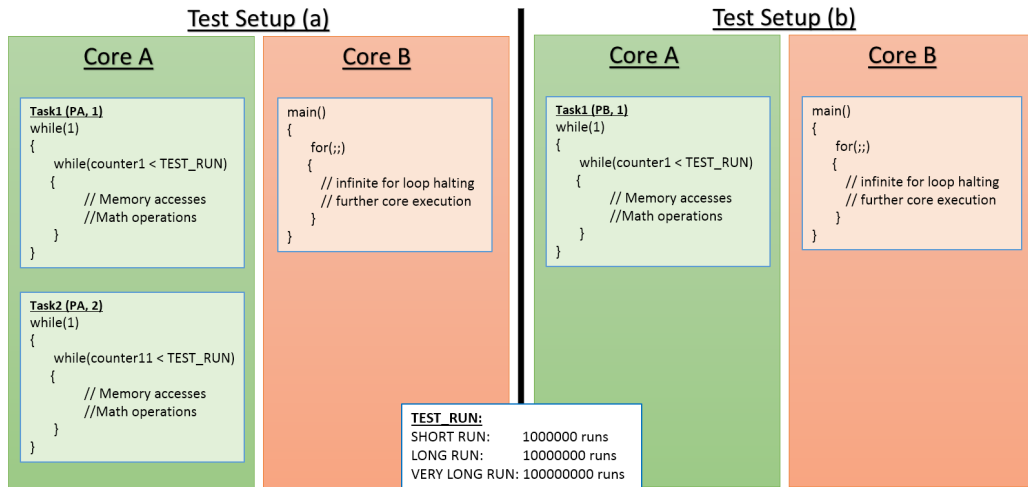 Test Setup (a)
Core A
Task1 (PA, 1)
while(1)
{
while(counter1 < TEST_RUN)
{
// Memory accesses
//Math operations
}
}
Task2 (PA, 2)
while(1)
{
while(counter11 < TEST_RUN)
{
// Memory accesses
//Math operations
}
}
Core B
main()
{
for(;;)
{
// infinite for loop halting
// further core execution
}
}
Test Setup (b)
Core A
Task1 (PB, 1)
while(1)
{
while(counter1 < TEST_RUN)
{
// Memory accesses
//Math operations
}
}
Core B
main()
{
for(;;)
{
// infinite for loop halting
// further core execution
}
}
TEST_RUN:
SHORT RUN: 1000000 runs
LONG RUN: 10000000 runs
VERY LONG RUN: 100000000 runs